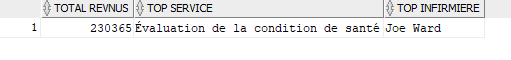 TOTAL REVNUS TOP SERVICE TOP INFIRMIERE
1 230365 Évaluation de la condition de santé Joe Ward